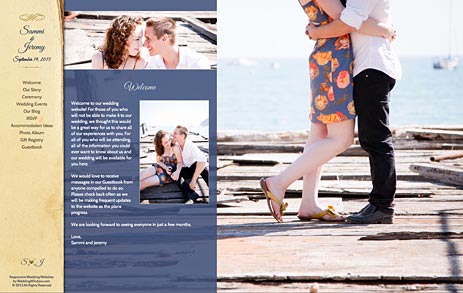 Sammi
&
Jeremy
September 14, 2015
Welcome
Our Story
Ceremony
Wedding Events
Our Blog
RSVP
Accommodation Ideas
Photo Album
Gift Registry
Guestbook
S ♥ J
Responsive Wedding Websites
by WeddingWindow.com
© 2015 All Rights Reserved
Welcome
Welcome to our wedding
website! For those of you who
will not be able to make it to our
wedding, we thought this would
be a great way for us to share all
of our experiences with you. For
all of you who will be attending,
all of the information you could
ever want to know about us and
our wedding will be available for
you here.
We would love to receive
messages in our Guestbook from
anyone compelled to do so.
Please check back often as we
will be making frequent updates
to the website as the plans
progress.
We are looking forward to seeing everyone in just a few months.
Love,
Sammi and Jeremy